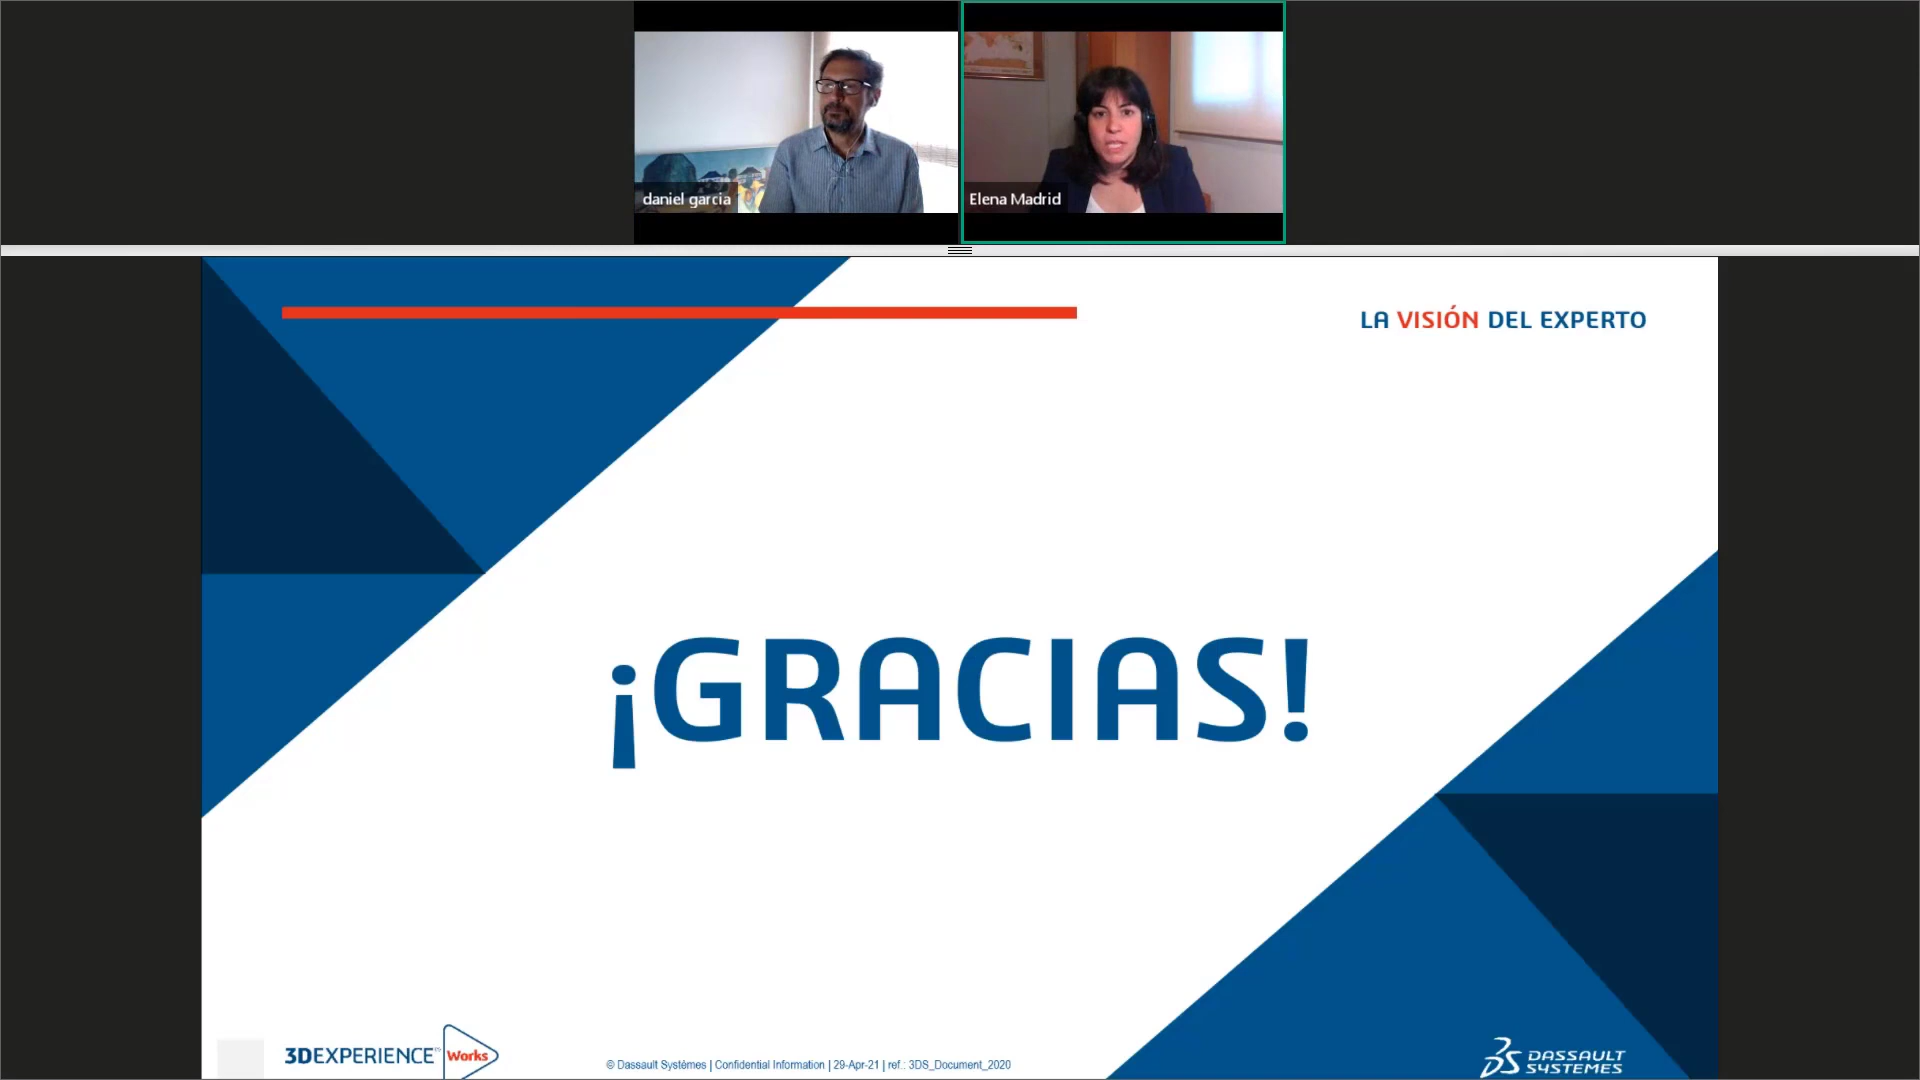 daniel garcia
Elena Madrid
LA VISIÓN DEL EXPERTO
¡GRACIAS!
3DEXPERIENCE Works
© Dassault Systèmes | Confidential Information | 29-Apr-21 | ref.: 3DS_Document_2020
DASSAULT
SYSTEMES